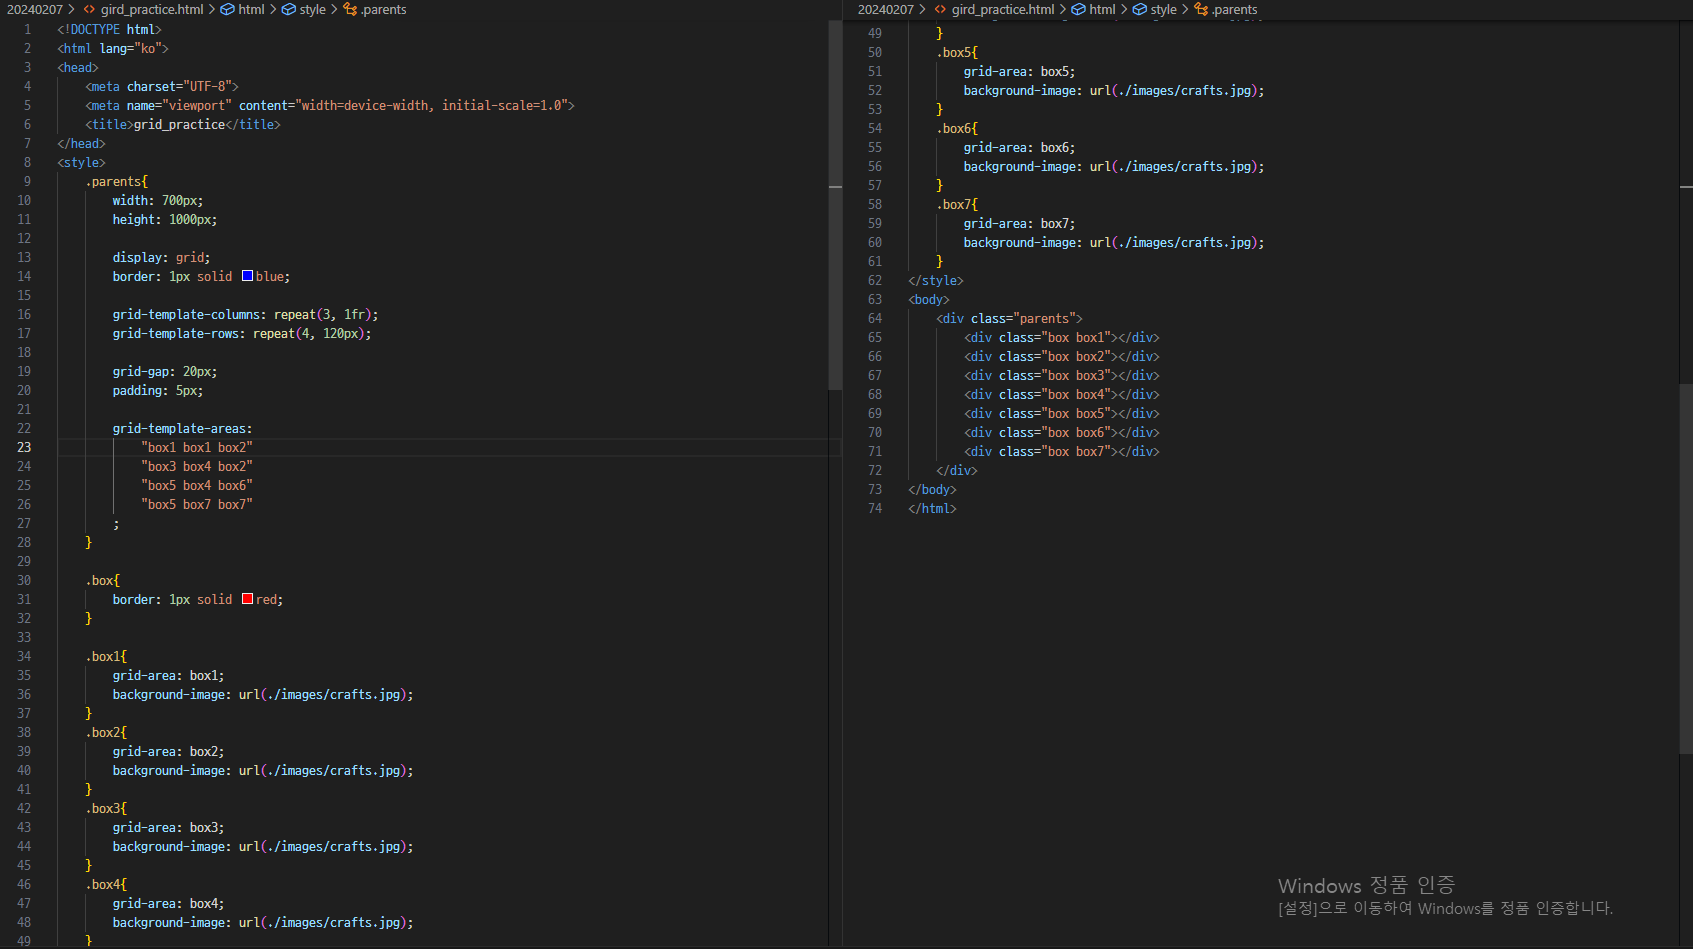 20240207 > <> gird_practice.html > html > style > .parents
1 <!DOCTYPE html>
2 <html lang="ko">
3 <head>
4 <meta charset="UTF-8">
5 <meta name="viewport" content="width=device-width, initial-scale=1.0">
6 <title>grid_practice</title>
7 </head>
8 <style>
9 .parents{
10 width: 700px;
11 height: 1000px;
12
13 display: grid;
14 border: 1px solid blue;
15
16 grid-template-columns: repeat(3, 1fr);
17 grid-template-rows: repeat(4, 120px);
18
19 grid-gap: 20px;
20 padding: 5px;
21
22 grid-template-areas:
23 "box1 box1 box2"
24 "box3 box4 box2"
25 "box5 box4 box6"
26 "box5 box7 box7"
27 ;
28 }
29
30 .box{
31 border: 1px solid red;
32 }
33
34 .box1{
35 grid-area: box1;
36 background-image: url(./images/crafts.jpg);
37 }
38 .box2{
39 grid-area: box2;
40 background-image: url(./images/crafts.jpg);
41 }
42 .box3{
43 grid-area: box3;
44 background-image: url(./images/crafts.jpg);
45 }
46 .box4{
47 grid-area: box4;
48 background-image: url(./images/crafts.jpg);
49 }
20240207 > <> gird_practice.html > html > style > .parents
49 }
50 .box5{
51 grid-area: box5;
52 background-image: url(./images/crafts.jpg);
53 }
54 .box6{
55 grid-area: box6;
56 background-image: url(./images/crafts.jpg);
57 }
58 .box7{
59 grid-area: box7;
60 background-image: url(./images/crafts.jpg);
61 }
62 </style>
63 <body>
64 <div class="parents">
65 <div class="box box1"></div>
66 <div class="box box2"></div>
67 <div class="box box3"></div>
68 <div class="box box4"></div>
69 <div class="box box5"></div>
70 <div class="box box6"></div>
71 <div class="box box7"></div>
72 </div>
73 </body>
74 </html>
Windows 정품 인증
[설정]으로 이동하여 Windows를 정품 인증합니다.